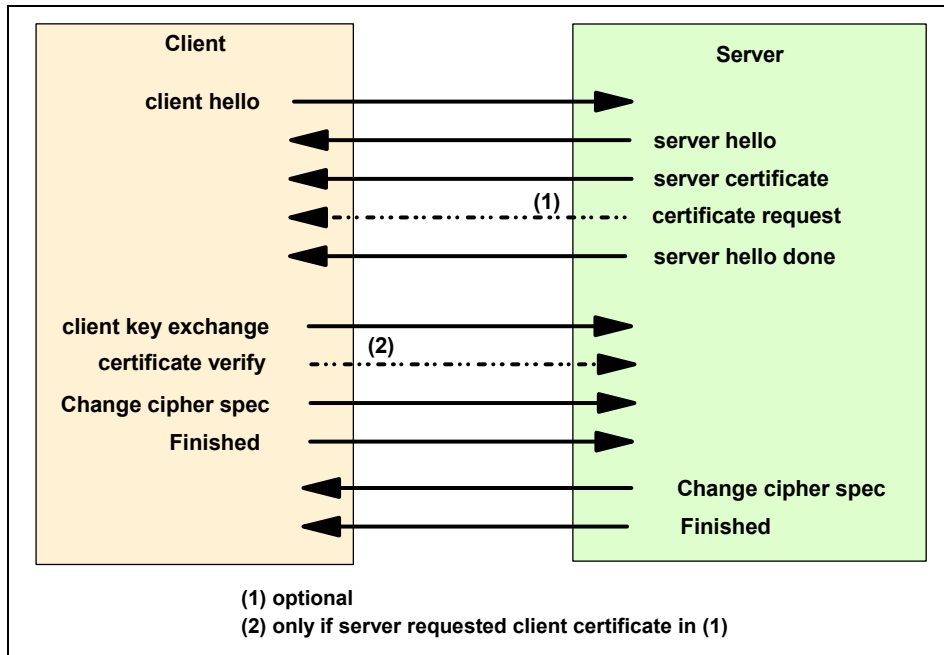 Client
Server
client hello
server hello
server certificate
(1)
certificate request
server hello done
client key exchange
(2)
certificate verify
Change cipher spec
Finished
Change cipher spec
Finished
(1) optional
(2) only if server requested client certificate in (1)